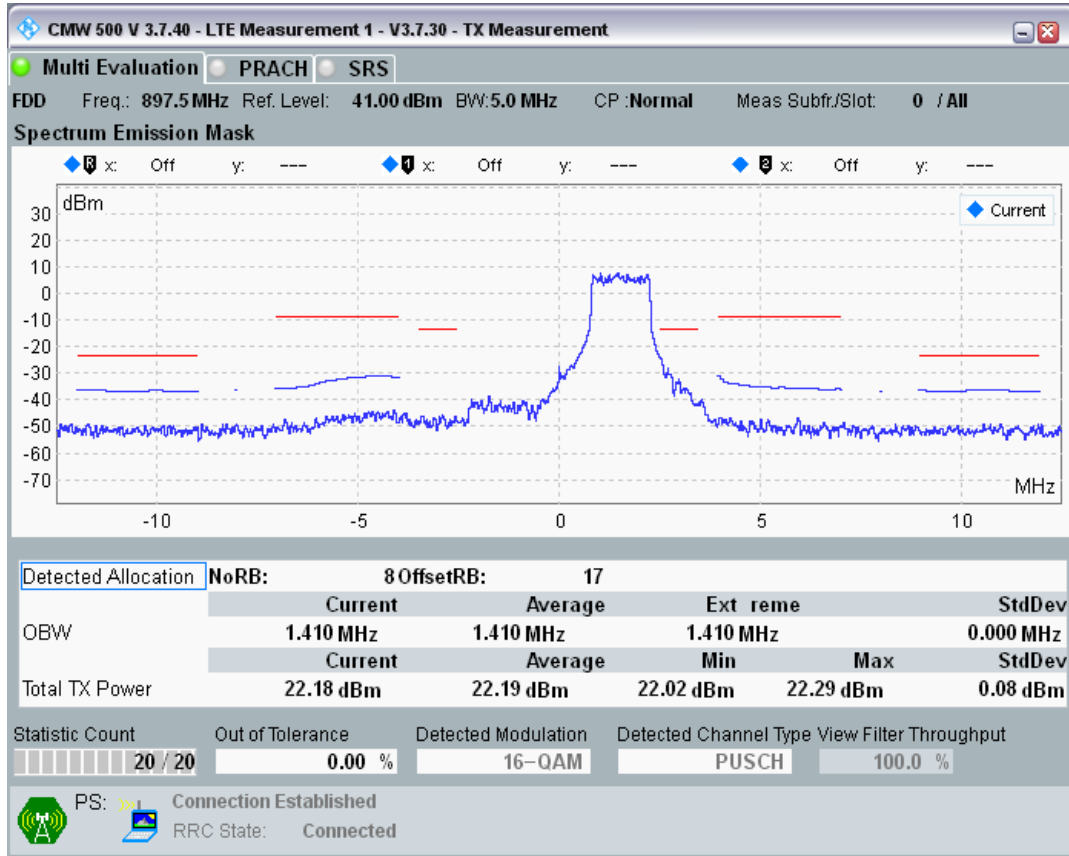 CMW 500 V 3.7.40 - LTE Measurement 1 - V3.7.30 - TX Measurement
Multi Evaluation PRACH SRS
FDD Freq.: 897.5 MHz Ref. Level: 41.00 dBm BW: 5.0 MHz CP : Normal Meas Subfr./Slot: 0 / All
Spectrum Emission Mask
R x: Off y: --- 1 x: Off y: --- 2 x: Off y: ---
dBm
Current
30
20
10
0
-10
-20
-30
-40
-50
-60
-70
MHz
-10 -5 0 5 10
Detected Allocation NoRB: 8 OffsetRB: 17
Current Average Ext reme StdDev
OBW 1.410 MHz 1.410 MHz 1.410 MHz 0.000 MHz
Current Average Min Max StdDev
Total TX Power 22.18 dBm 22.19 dBm 22.02 dBm 22.29 dBm 0.08 dBm
Statistic Count Out of Tolerance Detected Modulation Detected Channel Type View Filter Throughput
20 / 20 0.00 % 16-QAM PUSCH 100.0 %
PS: Connection Established
RRC State: Connected